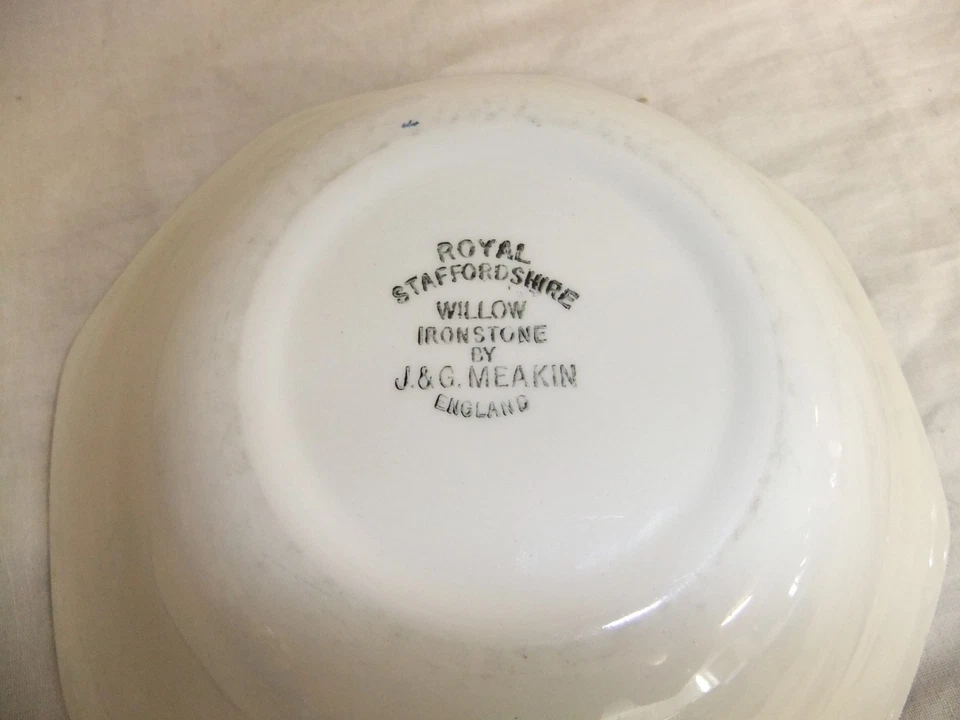 ROYAL
STAFFORDSHIRE
WILLOW
IRONSTONE
BY
J.&G. MEAKIN
ENGLAND